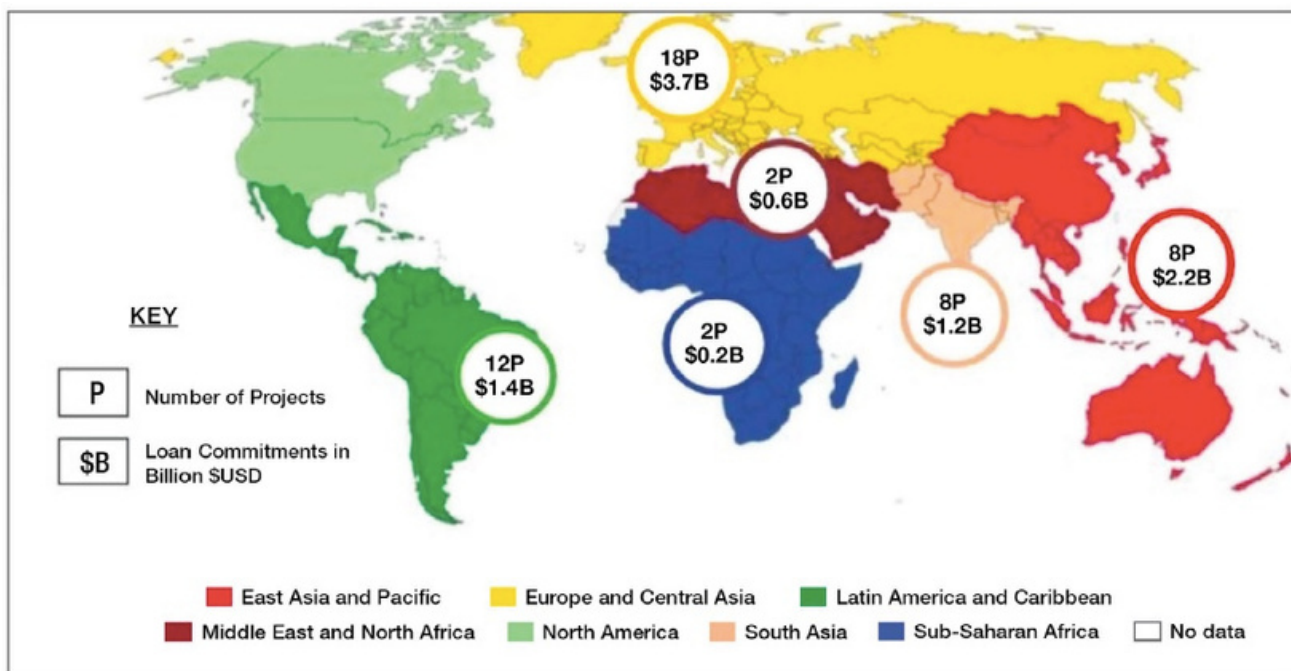 18P
$3.7B
2P
$0.6B
8P
$2.2B
8P
$1.2B
2P
$0.2B
12P
$1.4B
KEY
P Number of Projects
$B Loan Commitments in
Billion $USD
East Asia and Pacific Europe and Central Asia Latin America and Caribbean
Middle East and North Africa North America South Asia Sub-Saharan Africa No data